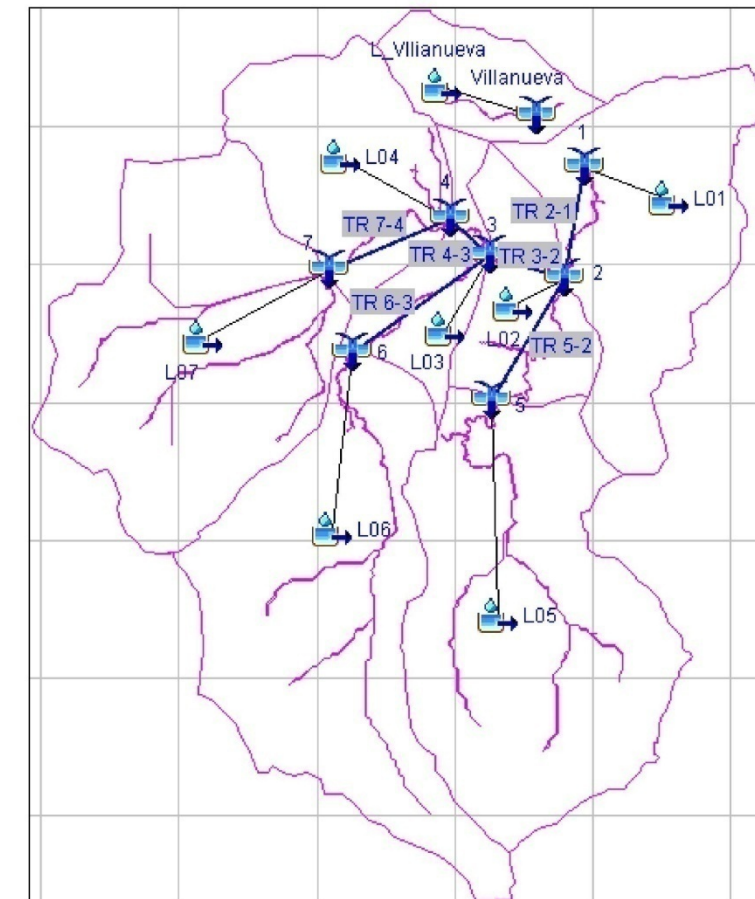 L_VIlianueva
Villanueva
1
L04
L01
4
TR 2-1
TR 7-4
3
7
TR 4-3
TR 3-2
2
TR 6-3
L02
L03
TR 5-2
6
L07
5
L06
L05